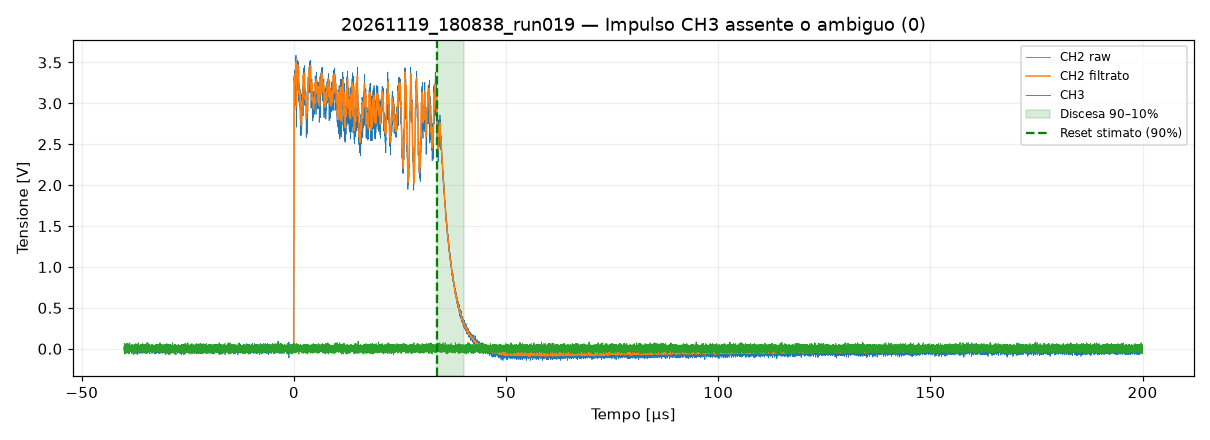 20261119_180838_run019 — Impulso CH3 assente o ambiguo (0)
CH2 raw
CH2 filtrato
CH3
Discesa 90–10%
Reset stimato (90%)
Tensione [V]
3.5
3.0
2.5
2.0
1.5
1.0
0.5
0.0
−50
0
50
100
150
200
Tempo [µs]